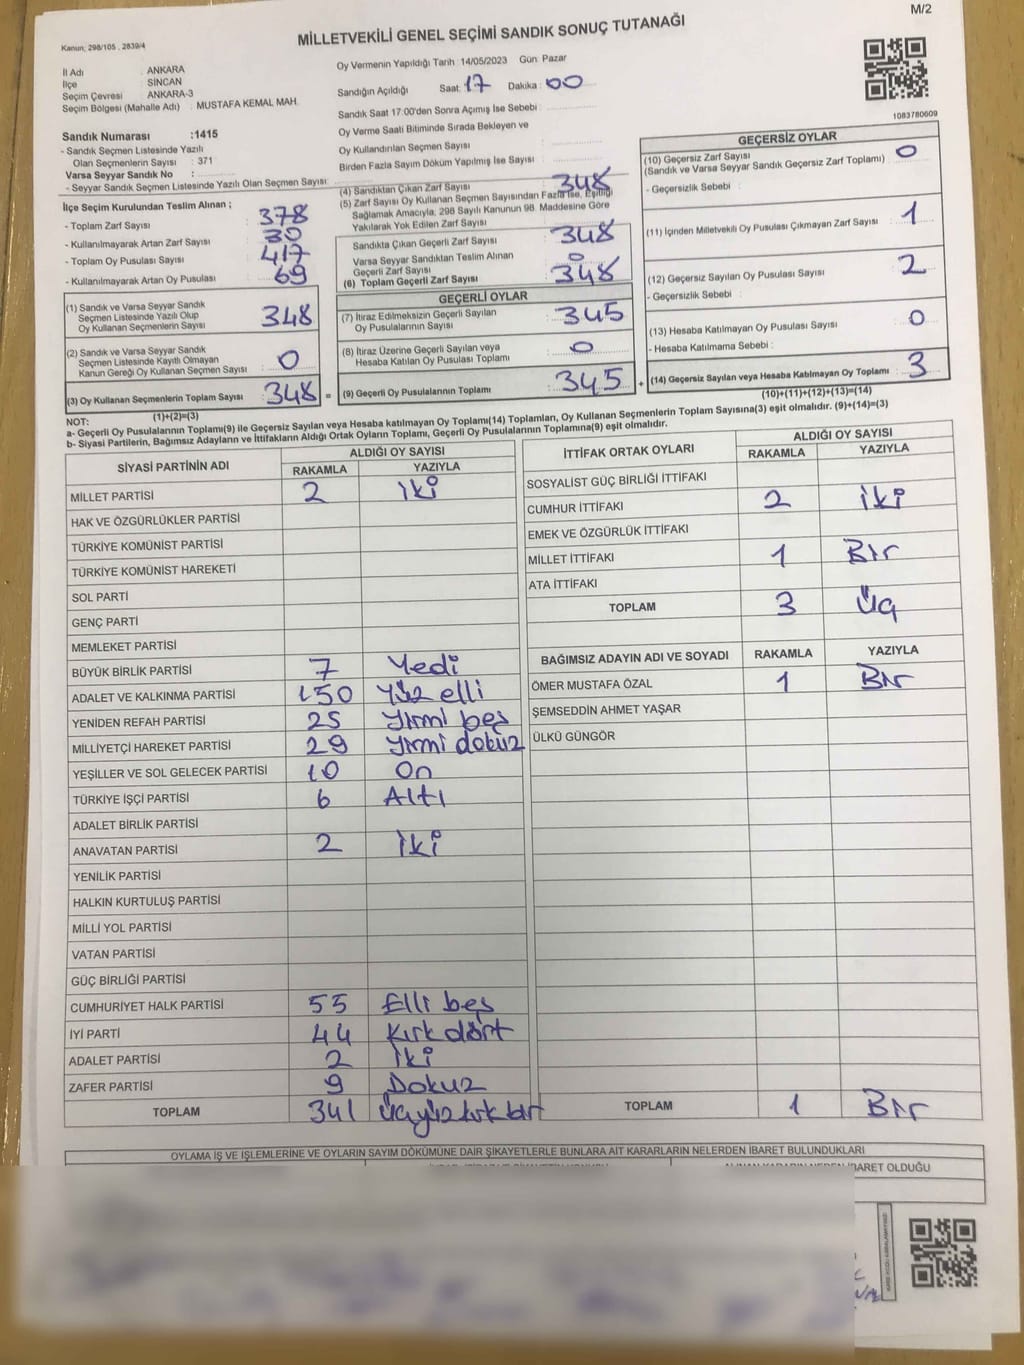 M/2
Kanun; 298/105 , 2839/4
MİLLETVEKİLİ GENEL SEÇİMİ SANDIK SONUÇ TUTANAĞI
İl Adı : ANKARA
İlçe : SİNCAN
Seçim Çevresi : ANKARA-3
Seçim Bölgesi (Mahalle Adı) : MUSTAFA KEMAL MAH.
Sandık Numarası :1415
- Sandık Seçmen Listesinde Yazılı
Olan Seçmenlerin Sayısı : 371
Varsa Seyyar Sandık No :
- Seyyar Sandık Seçmen Listesinde Yazılı Olan Seçmen Sayısı:
Oy Vermenin Yapıldığı Tarih :14/05/2023 Gün Pazar
Sandığın Açıldığı Saat: 17 Dakika: 00
Sandık Saat 17:00'den Sonra Açımış İse Sebebi :
Oy Verme Saati Bitiminde Sırada Bekleyen ve
Oy Kullandırılan Seçmen Sayısı :
Birden Fazla Sayım Döküm Yapılmış İse Sayısı :
1083780609
İlçe Seçim Kurulundan Teslim Alınan ;
- Toplam Zarf Sayısı : 378
- Kullanılmayarak Artan Zarf Sayısı : 30
- Toplam Oy Pusulası Sayısı : 417
- Kullanılmayarak Artan Oy Pusulası : 69
(1) Sandık ve Varsa Seyyar Sandık
Seçmen Listesinde Yazılı Olup
Oy Kullanan Seçmenlerin Sayısı : 348
(2) Sandık ve Varsa Seyyar Sandık
Seçmen Listesinde Kayıtlı Olmayan
Kanun Gereği Oy Kullanan Seçmen Sayısı : 0
(3) Oy Kullanan Seçmenlerin Toplam Sayısı : 348 =
(1)+(2)=(3)
(4) Sandıktan Çıkan Zarf Sayısı : 348
(5) Zarf Sayısı Oy Kullanan Seçmen Sayısından Fazla İse, Eşitliği
Sağlamak Amacıyla, 298 Sayılı Kanunun 98. Maddesine Göre
Yakılarak Yok Edilen Zarf Sayısı :
Sandıkta Çıkan Geçerli Zarf Sayısı : 348
Varsa Seyyar Sandıktan Teslim Alınan
Geçerli Zarf Sayısı : 0
(6) Toplam Geçerli Zarf Sayısı : 348
GEÇERLİ OYLAR
(7) İtiraz Edilmeksizin Geçerli Sayılan
Oy Pusulalarının Sayısı : 345
(8) İtiraz Üzerine Geçerli Sayılan veya
Hesaba Katılan Oy Pusulası Toplamı : 0
(9) Geçerli Oy Pusulalarının Toplamı : 345 +
GEÇERSİZ OYLAR
(10) Geçersiz Zarf Sayısı
(Sandık ve Varsa Seyyar Sandık Geçersiz Zarf Toplamı) : 0
- Geçersizlik Sebebi :
(11) İçinden Milletvekili Oy Pusulası Çıkmayan Zarf Sayısı : 1
(12) Geçersiz Sayılan Oy Pusulası Sayısı : 2
- Geçersizlik Sebebi :
(13) Hesaba Katılmayan Oy Pusulası Sayısı : 0
- Hesaba Katılmama Sebebi :
(14) Geçersiz Sayılan veya Hesaba Katılmayan Oy Toplamı : 3
(10)+(11)+(12)+(13)=(14)
NOT:
a- Geçerli Oy Pusulalarının Toplamı(9) ile Geçersiz Sayılan veya Hesaba katılmayan Oy Toplamı(14) Toplamları, Oy Kullanan Seçmenlerin Toplam Sayısına(3) eşit olmalıdır. (9)+(14)=(3)
b- Siyasi Partilerin, Bağımsız Adayların ve İttifakların Aldığı Ortak Oyların Toplamı, Geçerli Oy Pusulalarının Toplamına(9) eşit olmalıdır.
SİYASİ PARTİNİN ADI ALDIĞI OY SAYISI
RAKAMLA YAZIYLA
MİLLET PARTİSİ 2 iki
HAK VE ÖZGÜRLÜKLER PARTİSİ
TÜRKİYE KOMÜNİST PARTİSİ
TÜRKİYE KOMÜNİST HAREKETİ
SOL PARTİ
GENÇ PARTİ
MEMLEKET PARTİSİ
BÜYÜK BİRLİK PARTİSİ 7 Yedi
ADALET VE KALKINMA PARTİSİ 150 Yüz elli
YENİDEN REFAH PARTİSİ 25 Yirmi beş
MİLLİYETÇİ HAREKET PARTİSİ 29 Yirmi dokuz
YEŞİLLER VE SOL GELECEK PARTİSİ 10 On
TÜRKİYE İŞÇİ PARTİSİ 6 Altı
ADALET BİRLİK PARTİSİ
ANAVATAN PARTİSİ 2 iki
YENİLİK PARTİSİ
HALKIN KURTULUŞ PARTİSİ
MİLLİ YOL PARTİSİ
VATAN PARTİSİ
GÜÇ BİRLİĞİ PARTİSİ
CUMHURİYET HALK PARTİSİ 55 Elli beş
İYİ PARTİ 44 Kırk dört
ADALET PARTİSİ 2 İki
ZAFER PARTİSİ 9 Dokuz
TOPLAM 341 Üçyüz kırk bir
İTTİFAK ORTAK OYLARI ALDIĞI OY SAYISI
RAKAMLA YAZIYLA
SOSYALİST GÜÇ BİRLİĞİ İTTİFAKI
CUMHUR İTTİFAKI 2 iki
EMEK VE ÖZGÜRLÜK İTTİFAKI
MİLLET İTTİFAKI 1 Bir
ATA İTTİFAKI
TOPLAM 3 Üç
BAĞIMSIZ ADAYIN ADI VE SOYADI RAKAMLA YAZIYLA
ÖMER MUSTAFA ÖZAL 1 Bir
ŞEMSEDDİN AHMET YAŞAR
ÜLKÜ GÜNGÖR
TOPLAM 1 Bir
OYLAMA İŞ VE İŞLEMLERİNE VE OYLARIN SAYIM DÖKÜMÜNE DAİR ŞİKAYETLERLE BUNLARA AİT KARARLARIN NELERDEN İBARET BULUNDUKLARI